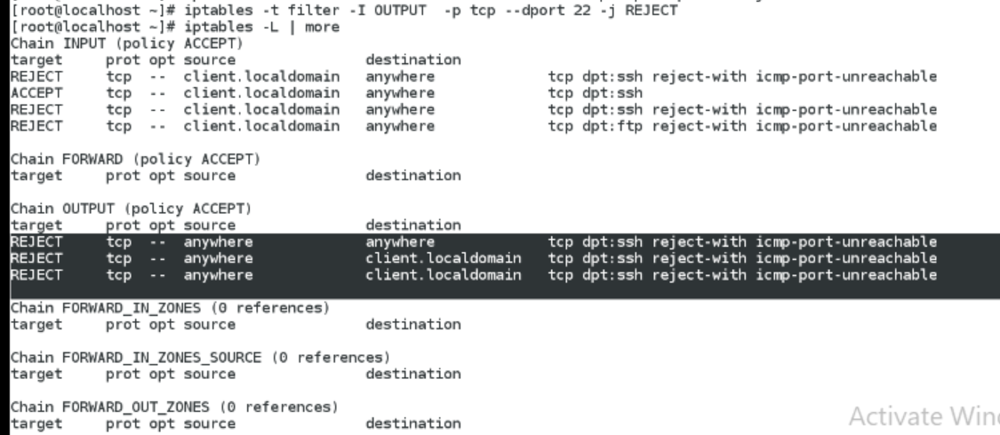 [root@localhost ~]# iptables -t filter -I OUTPUT  -p tcp --dport 22 -j REJECT
[root@localhost ~]# iptables -L | more
Chain INPUT (policy ACCEPT)
target     prot opt source               destination
REJECT     tcp  --  client.localdomain   anywhere             tcp dpt:ssh reject-with icmp-port-unreachable
ACCEPT     tcp  --  client.localdomain   anywhere             tcp dpt:ssh
REJECT     tcp  --  client.localdomain   anywhere             tcp dpt:ssh reject-with icmp-port-unreachable
REJECT     tcp  --  client.localdomain   anywhere             tcp dpt:ftp reject-with icmp-port-unreachable
Chain FORWARD (policy ACCEPT)
target     prot opt source               destination
Chain OUTPUT (policy ACCEPT)
target     prot opt source               destination
REJECT     tcp  --  anywhere             anywhere             tcp dpt:ssh reject-with icmp-port-unreachable
REJECT     tcp  --  anywhere             client.localdomain   tcp dpt:ssh reject-with icmp-port-unreachable
REJECT     tcp  --  anywhere             client.localdomain   tcp dpt:ssh reject-with icmp-port-unreachable
Chain FORWARD_IN_ZONES (0 references)
target     prot opt source               destination
Chain FORWARD_IN_ZONES_SOURCE (0 references)
target     prot opt source               destination
Chain FORWARD_OUT_ZONES (0 references)
target     prot opt source               destination
Activate Win